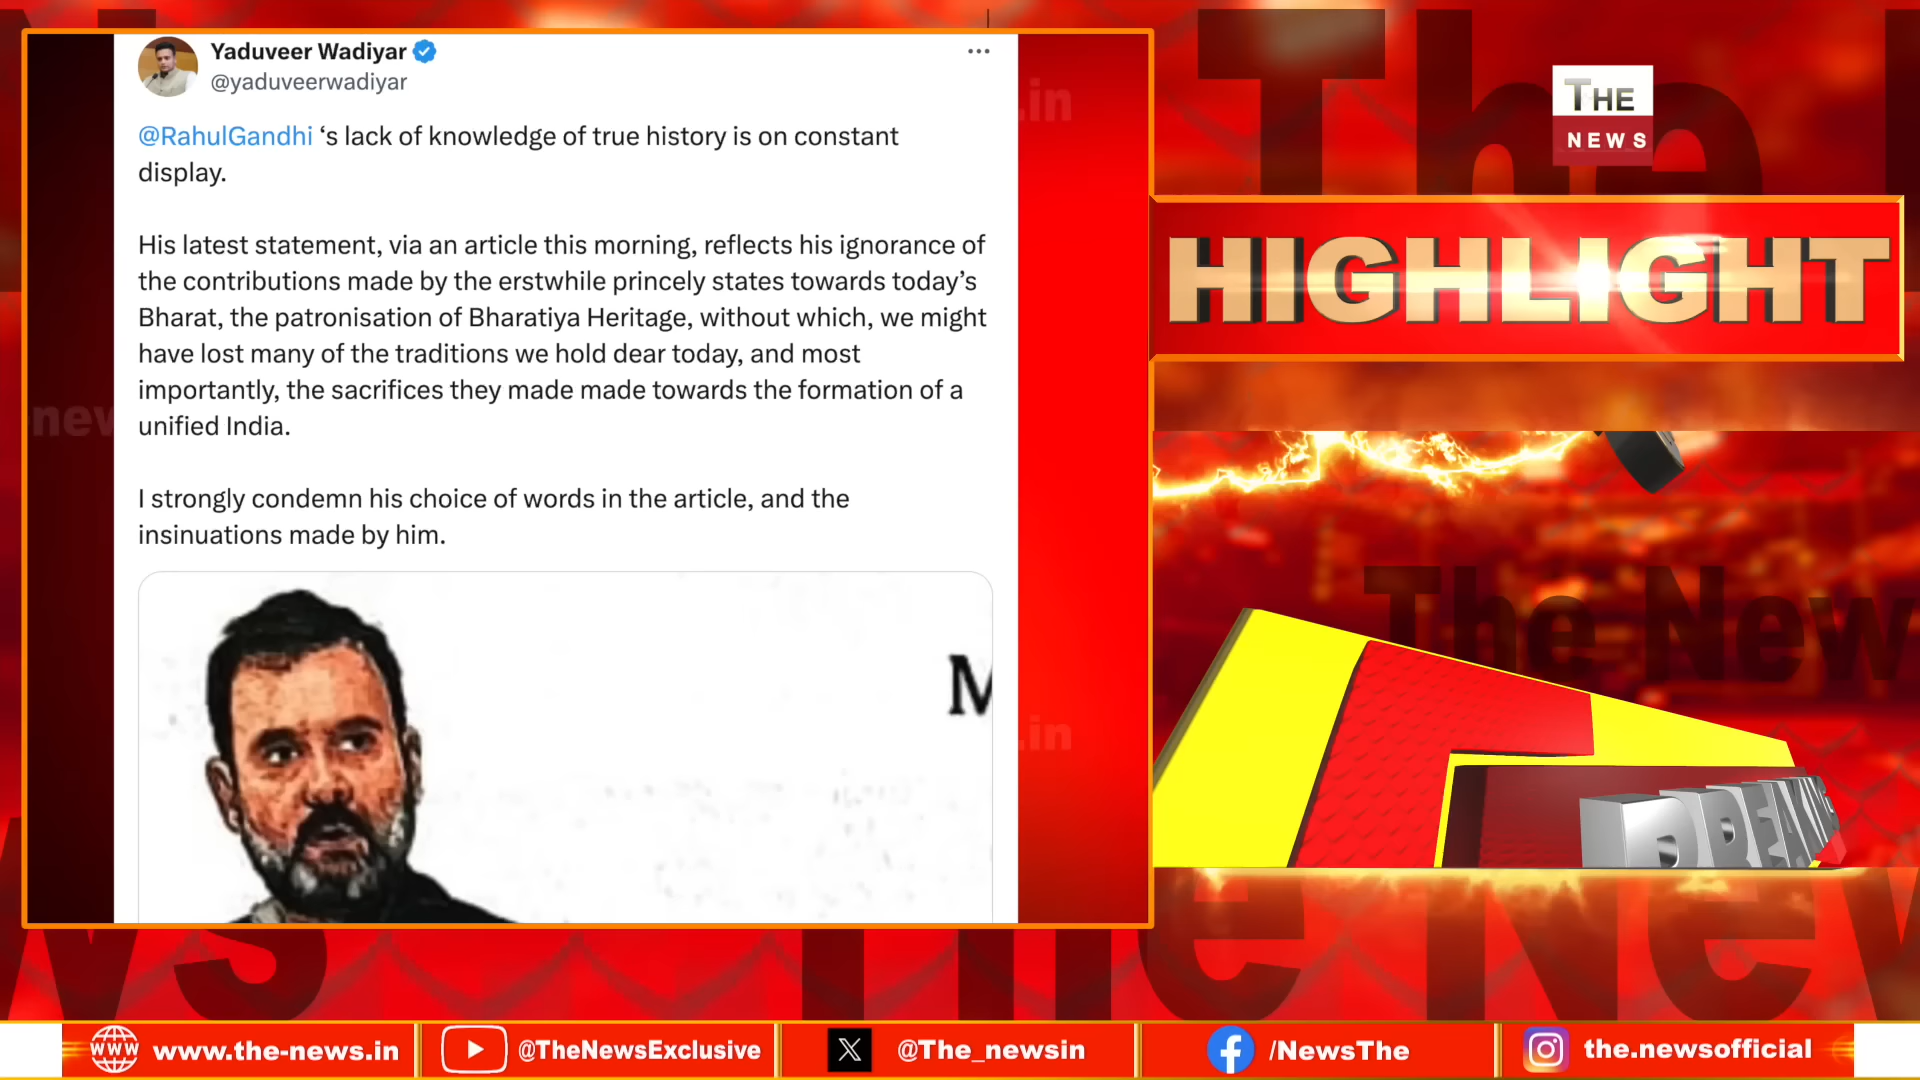 Yaduveer Wadiyar
@yaduveerwadiyar
@RahulGandhi ‘s lack of knowledge of true history is on constant
display.
His latest statement, via an article this morning, reflects his ignorance of
the contributions made by the erstwhile princely states towards today’s
Bharat, the patronisation of Bharatiya Heritage, without which, we might
have lost many of the traditions we hold dear today, and most
importantly, the sacrifices they made made towards the formation of a
unified India.
I strongly condemn his choice of words in the article, and the
insinuations made by him.
M
THE
NEWS
HIGHLIGHT
The New
www.the-news.in
@TheNewsExclusive
@The_newsin
/NewsThe
the.newsofficial